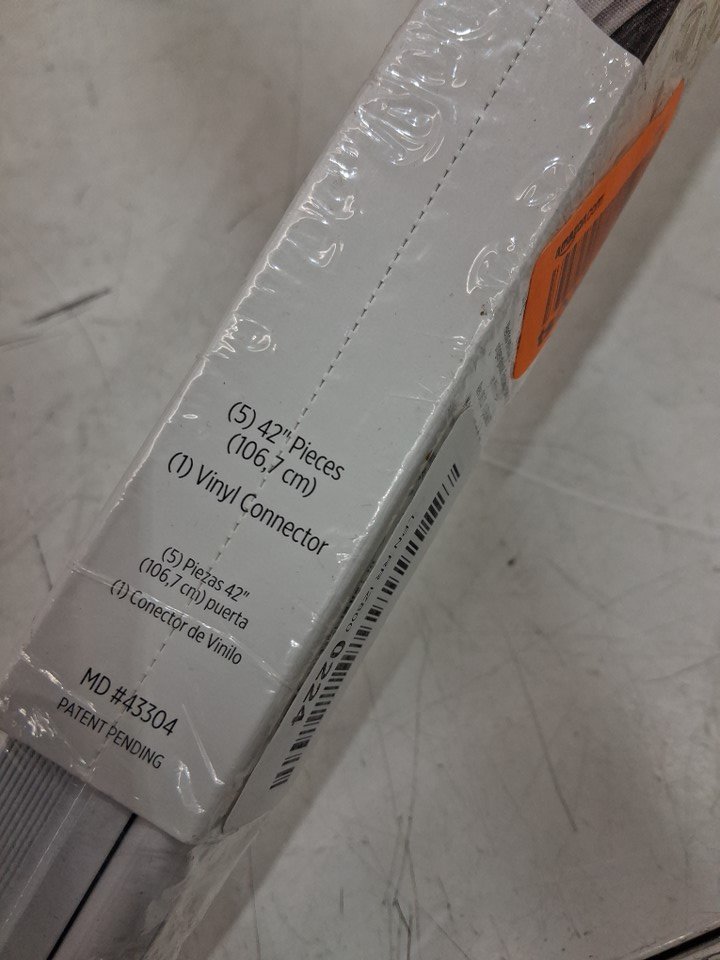 (5) 42" Pieces
(106,7 cm)
(1) Vinyl Connector
(5) Piezas 42"
(106,7 cm) puerta
(1) Conector de Vinilo
MD #43304
PATENT PENDING
0224